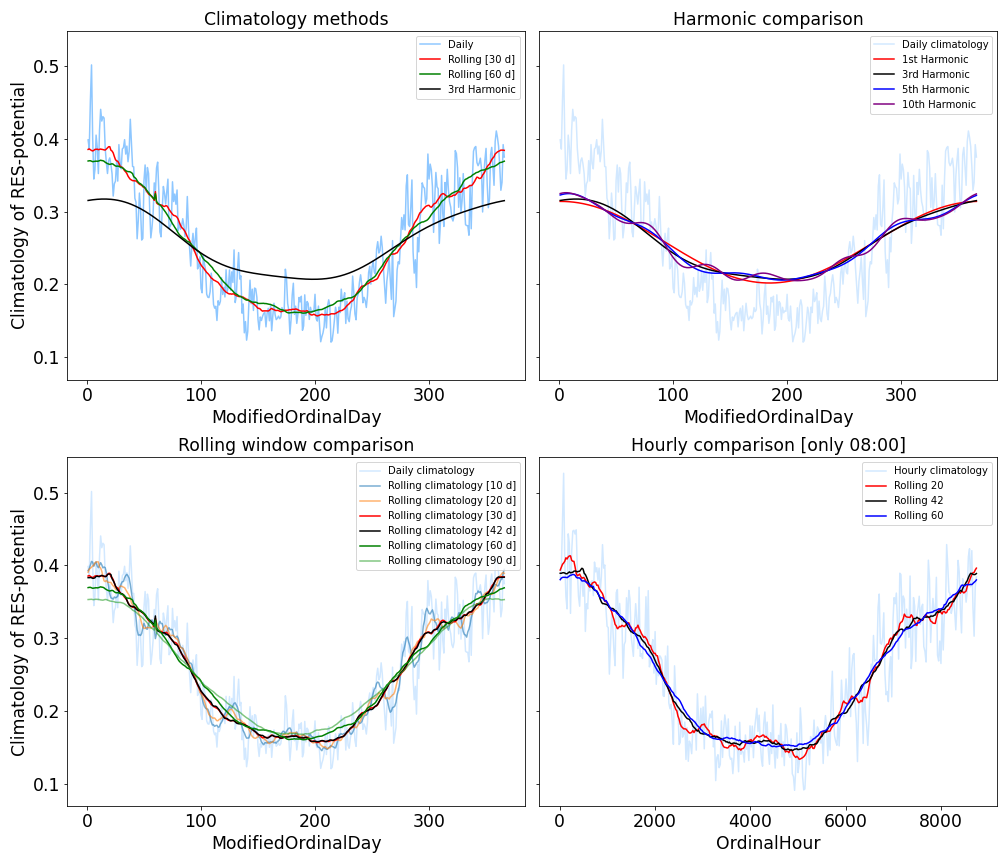 Climatology methods
Daily
Rolling [30 d]
Rolling [60 d]
3rd Harmonic
Climatology of RES-potential
0.5
0.4
0.3
0.2
0.1
0 100 200 300
ModifiedOrdinalDay
Harmonic comparison
Daily climatology
1st Harmonic
3rd Harmonic
5th Harmonic
10th Harmonic
0 100 200 300
ModifiedOrdinalDay
Rolling window comparison
Daily climatology
Rolling climatology [10 d]
Rolling climatology [20 d]
Rolling climatology [30 d]
Rolling climatology [42 d]
Rolling climatology [60 d]
Rolling climatology [90 d]
Climatology of RES-potential
0.5
0.4
0.3
0.2
0.1
0 100 200 300
ModifiedOrdinalDay
Hourly comparison [only 08:00]
Hourly climatology
Rolling 20
Rolling 42
Rolling 60
0 2000 4000 6000 8000
OrdinalHour